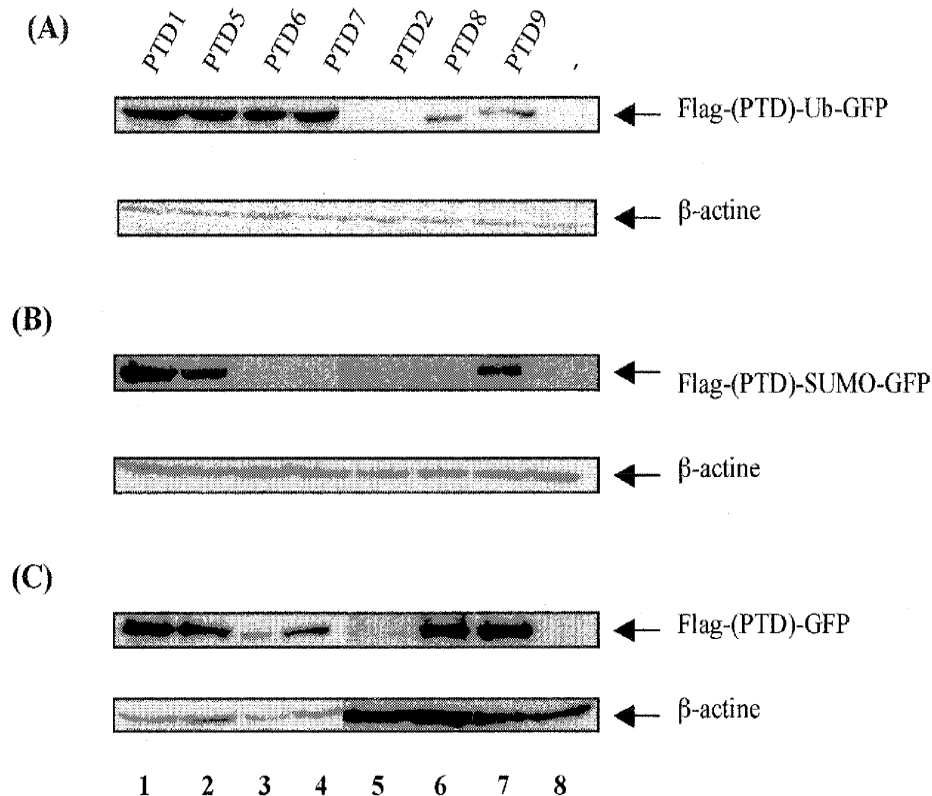 (A)
PTD1 PTD5 PTD6 PTD7 PTD2 PTD8 PTD9 -
Flag-(PTD)-Ub-GFP
β-actine
(B)
Flag-(PTD)-SUMO-GFP
β-actine
(C)
Flag-(PTD)-GFP
β-actine
1 2 3 4 5 6 7 8